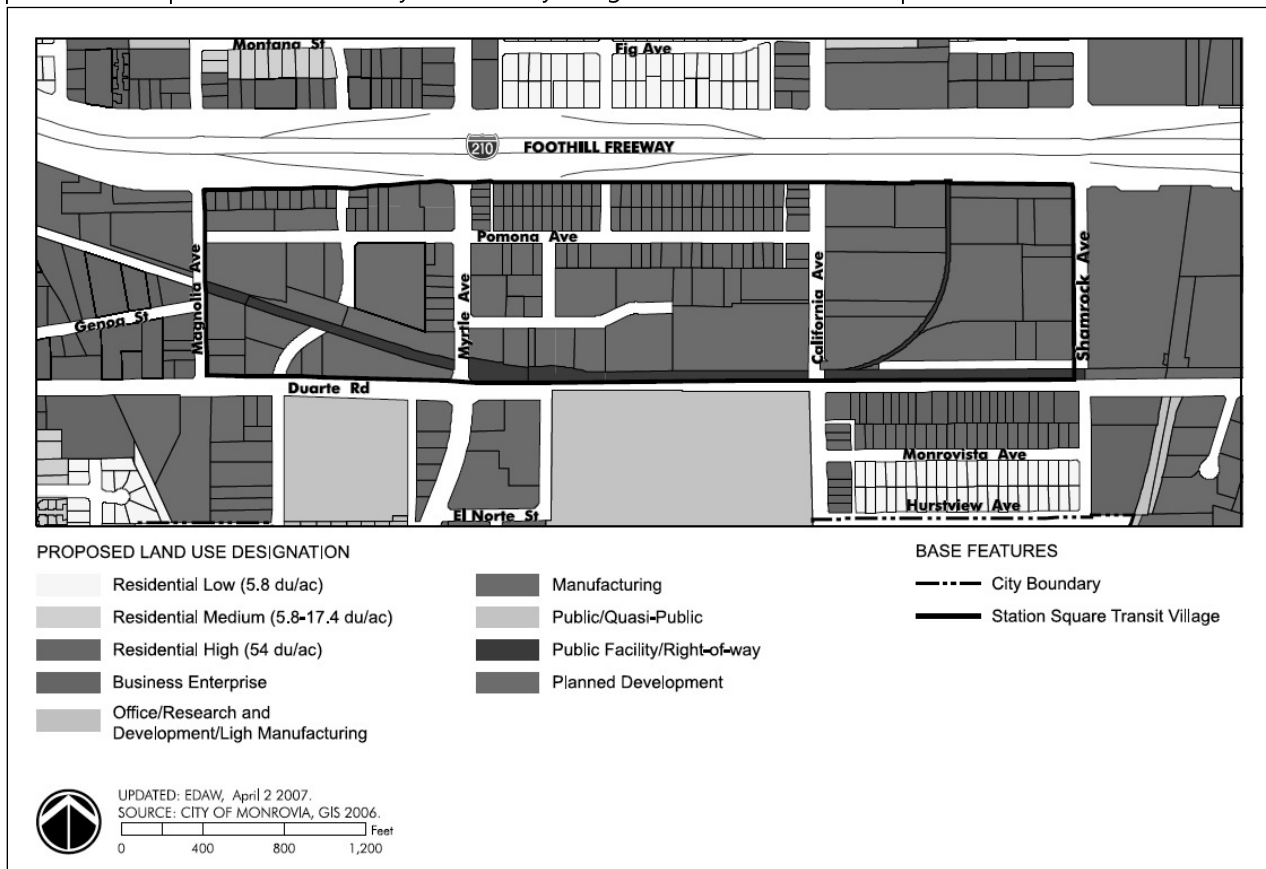 Montana St
Fig Ave
210
FOOTHILL FREEWAY
Pomona Ave
Magnolia Ave
Myrtle Ave
California Ave
Shamrock Ave
Genoa St
Duarte Rd
Monrovista Ave
Hurstview Ave
El Norte St
PROPOSED LAND USE DESIGNATION
Residential Low (5.8 du/ac)
Residential Medium (5.8-17.4 du/ac)
Residential High (54 du/ac)
Business Enterprise
Office/Research and
Development/Ligh Manufacturing
Manufacturing
Public/Quasi-Public
Public Facility/Right-of-way
Planned Development
BASE FEATURES
City Boundary
Station Square Transit Village
UPDATED: EDAW, April 2 2007.
SOURCE: CITY OF MONROVIA, GIS 2006.
Feet
0 400 800 1,200